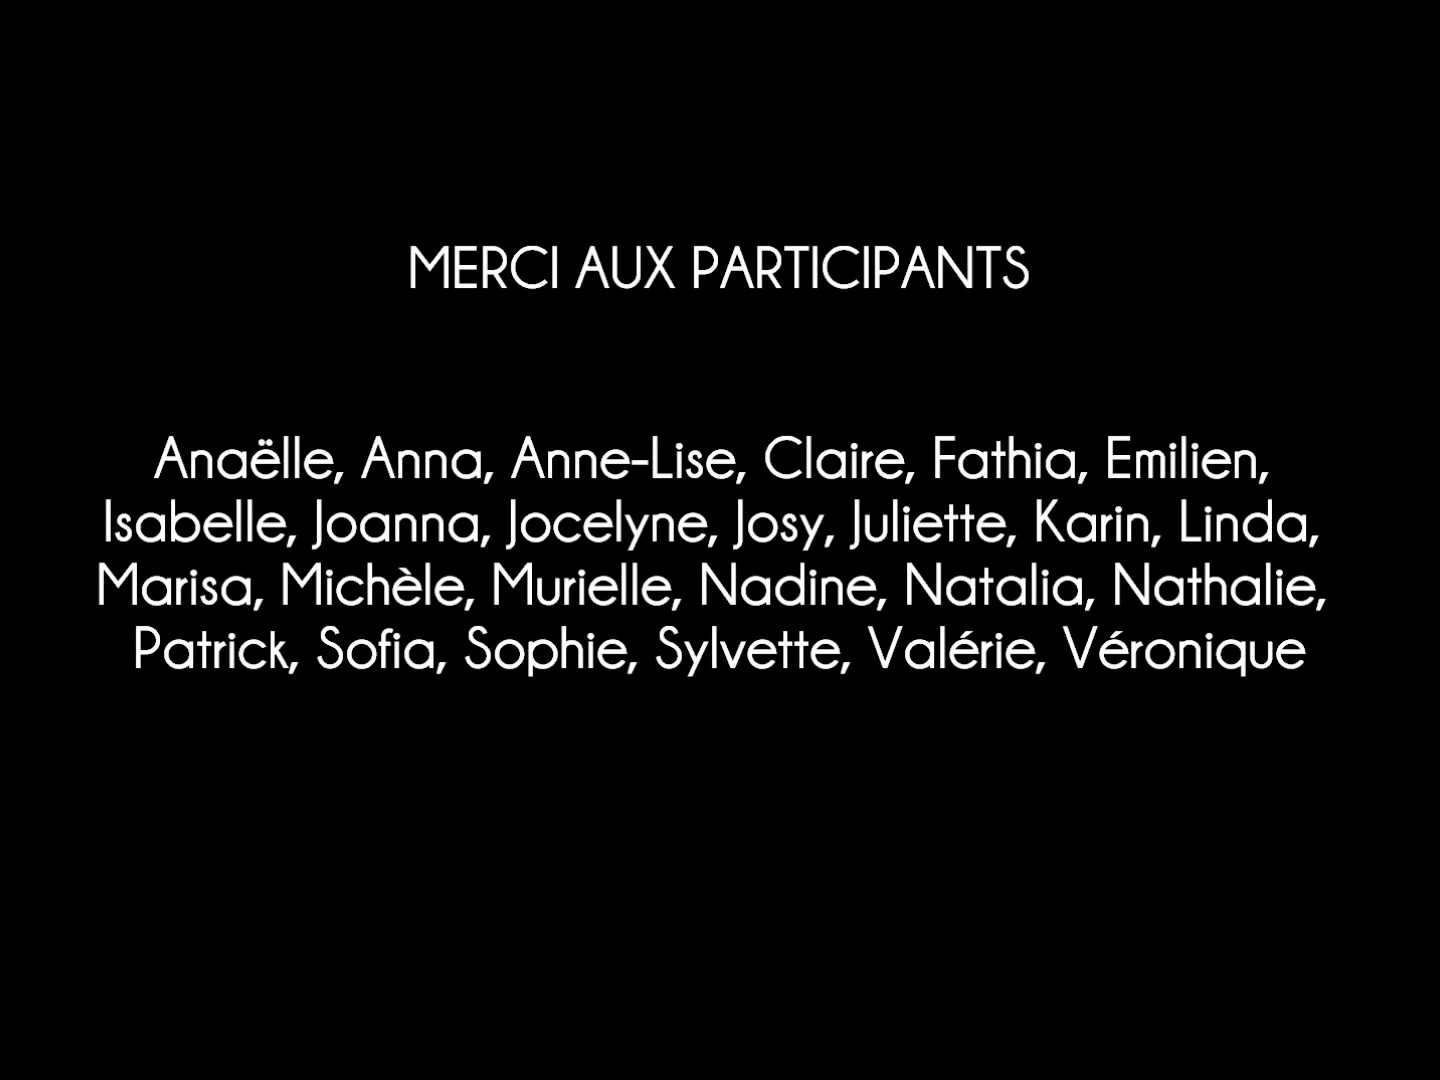 MERCI AUX PARTICIPANTS
Anaëlle, Anna, Anne-Lise, Claire, Fathia, Emilien,
Isabelle, Joanna, Jocelyne, Josy, Juliette, Karin, Linda,
Marisa, Michèle, Murielle, Nadine, Natalia, Nathalie,
Patrick, Sofia, Sophie, Sylvette, Valérie, Véronique